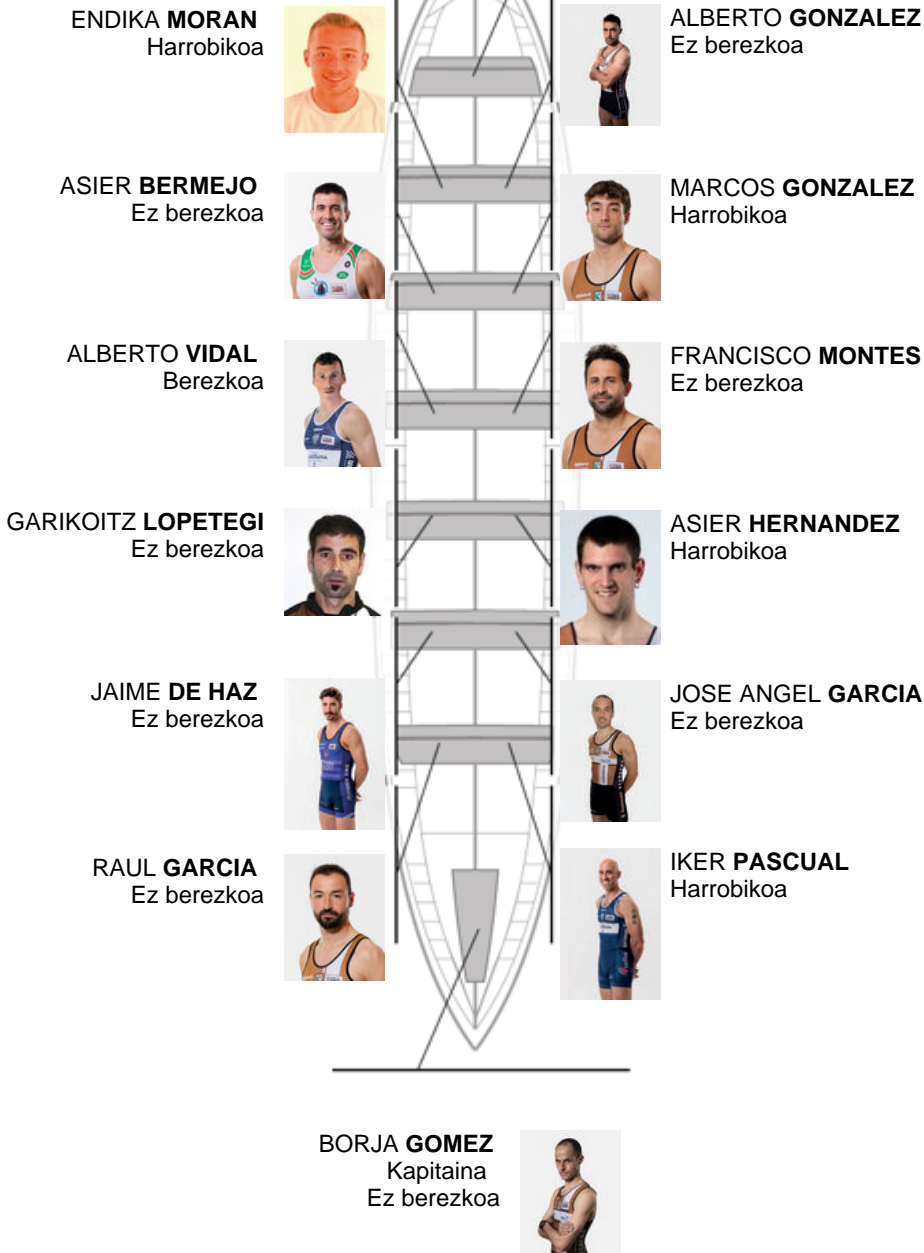 ENDIKA MORAN
Harrobikoa
ALBERTO GONZALEZ
Ez berezkoa
ASIER BERMEJO
Ez berezkoa
MARCOS GONZALEZ
Harrobikoa
ALBERTO VIDAL
Berezkoa
FRANCISCO MONTES
Ez berezkoa
GARIKOITZ LOPETEGI
Ez berezkoa
ASIER HERNANDEZ
Harrobikoa
JAIME DE HAZ
Ez berezkoa
JOSE ANGEL GARCIA
Ez berezkoa
RAUL GARCIA
Ez berezkoa
IKER PASCUAL
Harrobikoa
BORJA GOMEZ
Kapitaina
Ez berezkoa